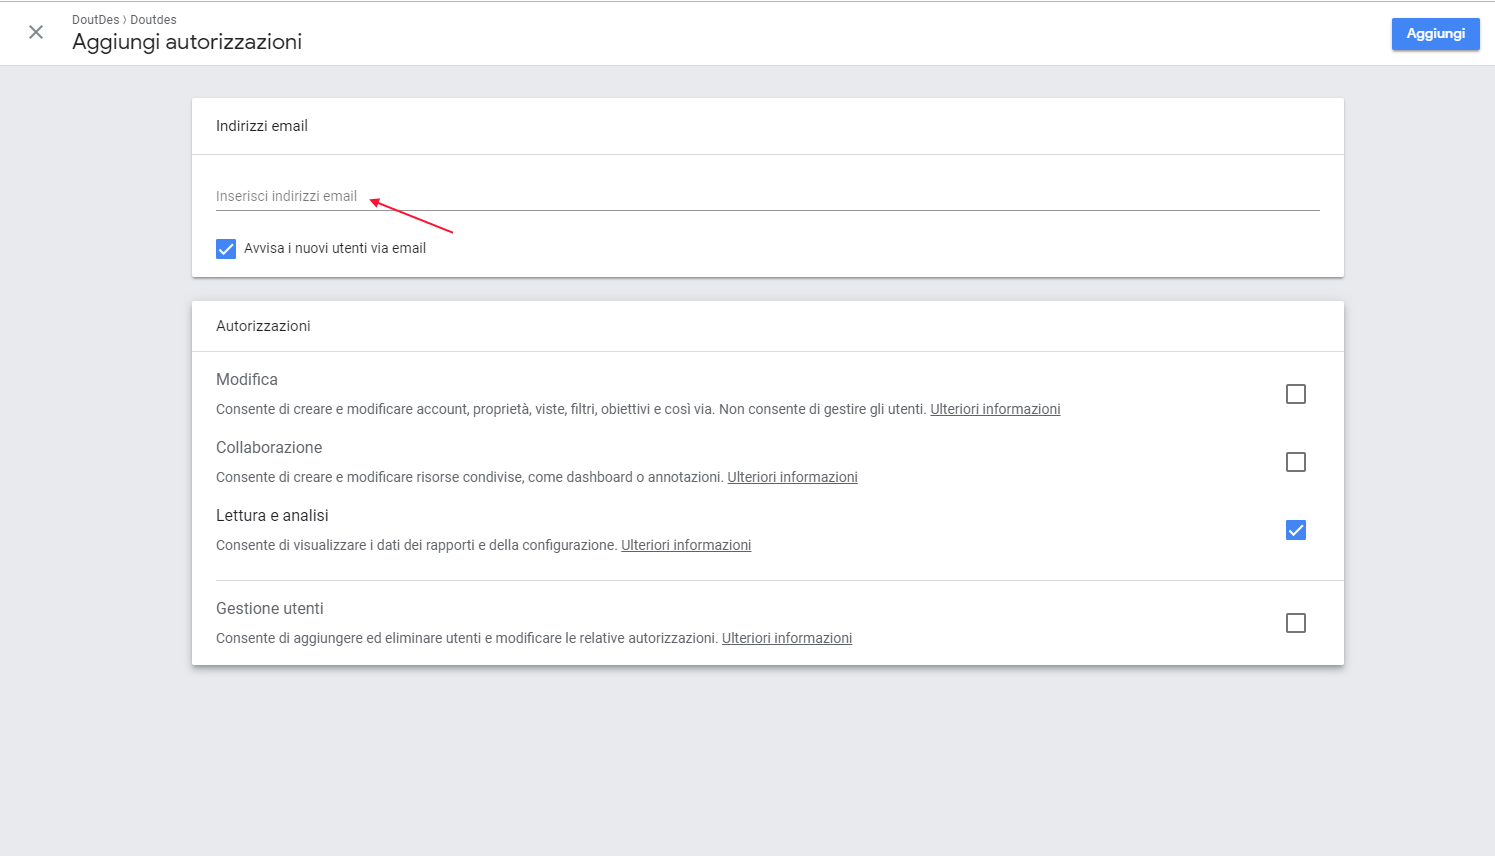 DoutDes 〉 Doutdes
Aggiungi autorizzazioni
Aggiungi
Indirizzi email
Inserisci indirizzi email
Avvisa i nuovi utenti via email
Autorizzazioni
Modifica
Consente di creare e modificare account, proprietà, viste, filtri, obiettivi e così via. Non consente di gestire gli utenti. Ulteriori informazioni
Collaborazione
Consente di creare e modificare risorse condivise, come dashboard o annotazioni. Ulteriori informazioni
Lettura e analisi
Consente di visualizzare i dati dei rapporti e della configurazione. Ulteriori informazioni
Gestione utenti
Consente di aggiungere ed eliminare utenti e modificare le relative autorizzazioni. Ulteriori informazioni